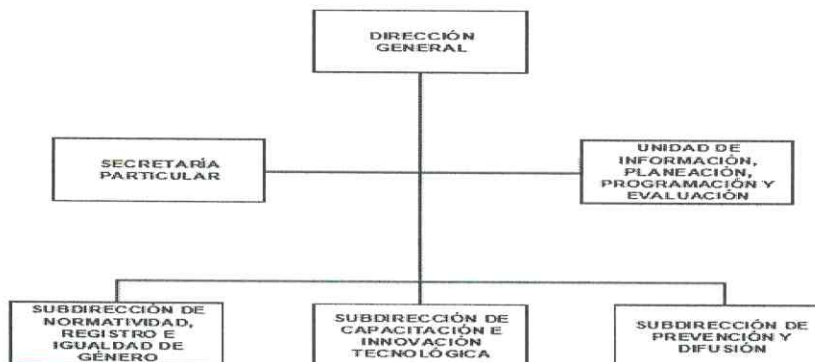 DIRECCIÓN
GENERAL
SECRETARÍA
PARTICULAR
UNIDAD DE
INFORMACIÓN,
PLANEACIÓN,
PROGRAMACIÓN Y
EVALUACIÓN
SUBDIRECCIÓN DE
NORMATIVIDAD,
REGISTRO E
IGUALDAD DE
GÉNERO
SUBDIRECCIÓN DE
CAPACITACIÓN E
INNOVACIÓN
TECNOLÓGICA
SUBDIRECCIÓN DE
PREVENCIÓN Y
DIFUSIÓN